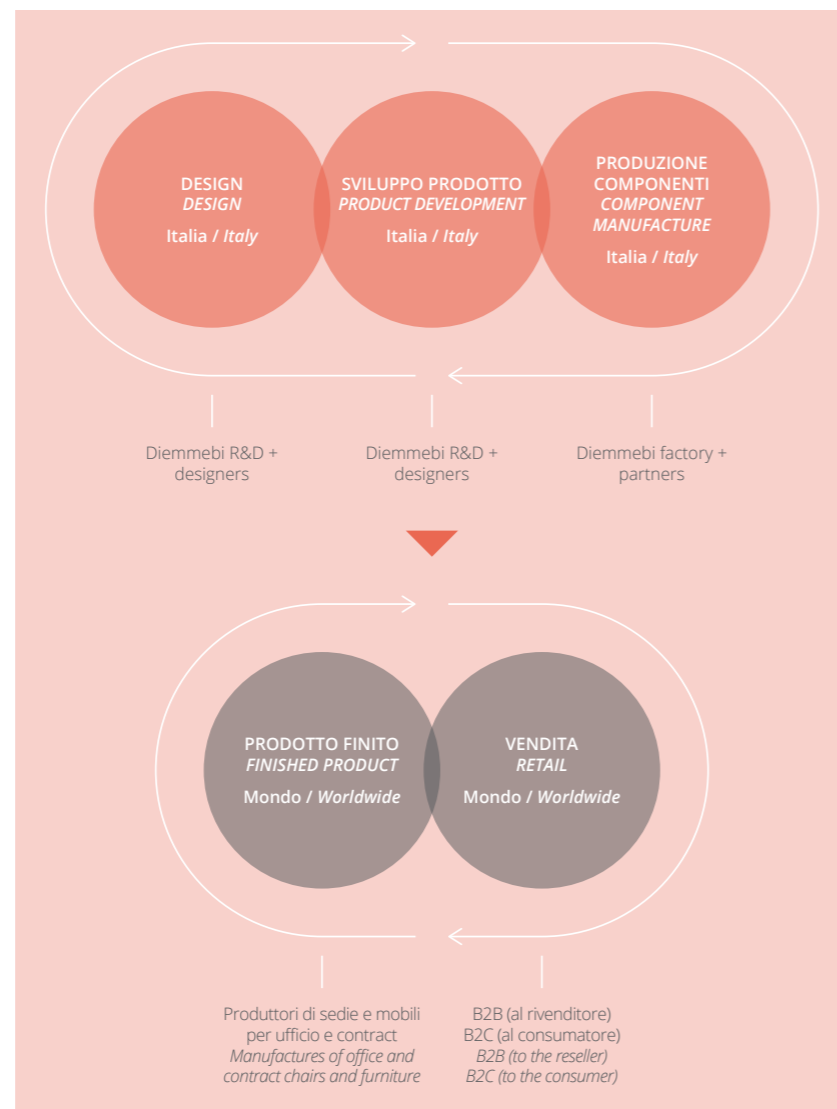 DESIGN
DESIGN
Italia / Italy
SVILUPPO PRODOTTO
PRODUCT DEVELOPMENT
Italia / Italy
PRODUZIONE
COMPONENTI
COMPONENT
MANUFACTURE
Italia / Italy
Diemmebi R&D +
designers
Diemmebi R&D +
designers
Diemmebi factory +
partners
PRODOTTO FINITO
FINISHED PRODUCT
Mondo / Worldwide
VENDITA
RETAIL
Mondo / Worldwide
Produttori di sedie e mobili
per ufficio e contract
Manufactures of office and
contract chairs and furniture
B2B (al rivenditore)
B2C (al consumatore)
B2B (to the reseller)
B2C (to the consumer)